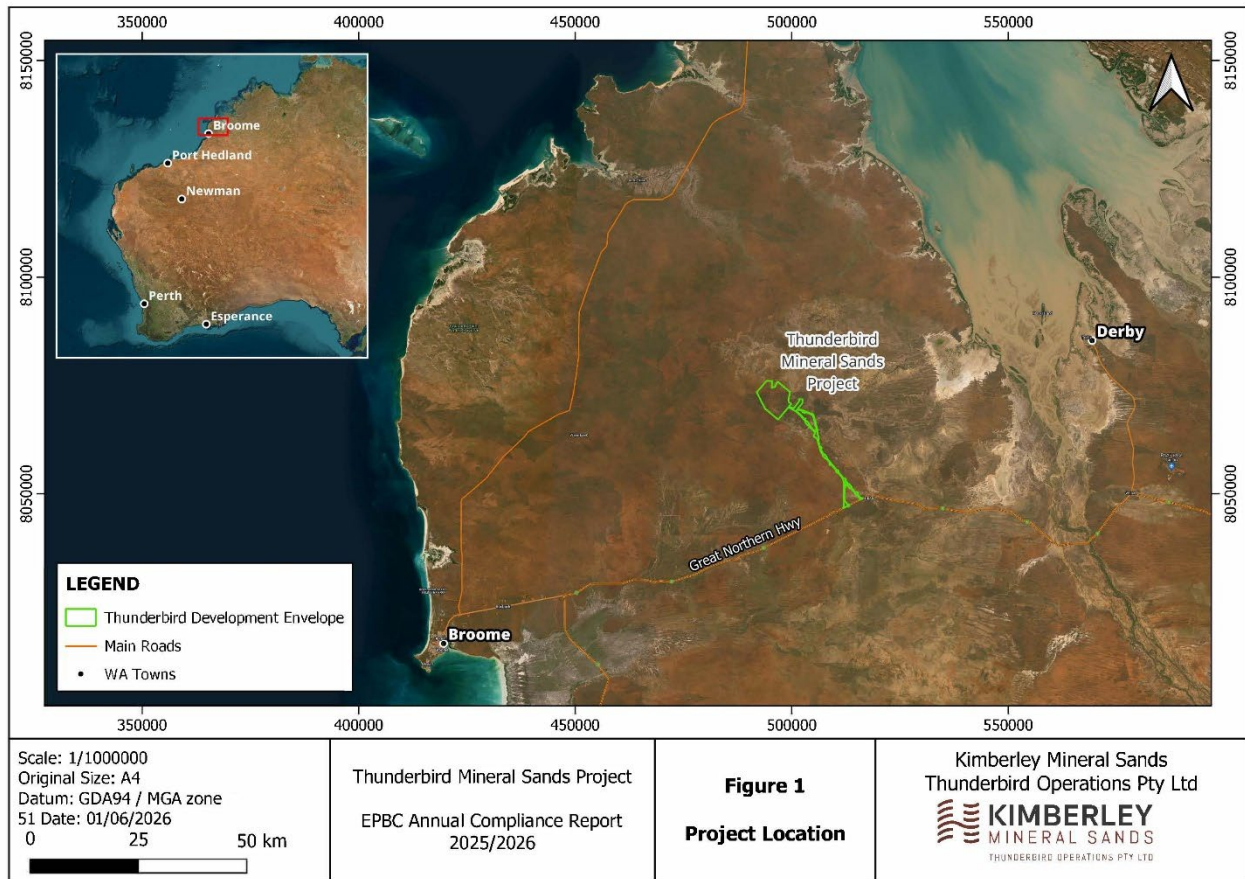 350000
400000
450000
500000
550000
8150000
8150000
Broome
Port Hedland
Newman
Perth
Esperance
8100000
8100000
Thunderbird
Mineral Sands
Project
Derby
8050000
8050000
Great Northern Hwy
Broome
LEGEND
Thunderbird Development Envelope
Main Roads
WA Towns
350000
400000
450000
500000
550000
Scale: 1/1000000
Original Size: A4
Datum: GDA94 / MGA zone
51 Date: 01/06/2026
0 25 50 km
Thunderbird Mineral Sands Project
EPBC Annual Compliance Report
2025/2026
Figure 1
Project Location
Kimberley Mineral Sands
Thunderbird Operations Pty Ltd
KIMBERLEY
MINERAL SANDS
THUNDERBIRD OPERATIONS PTY LTD